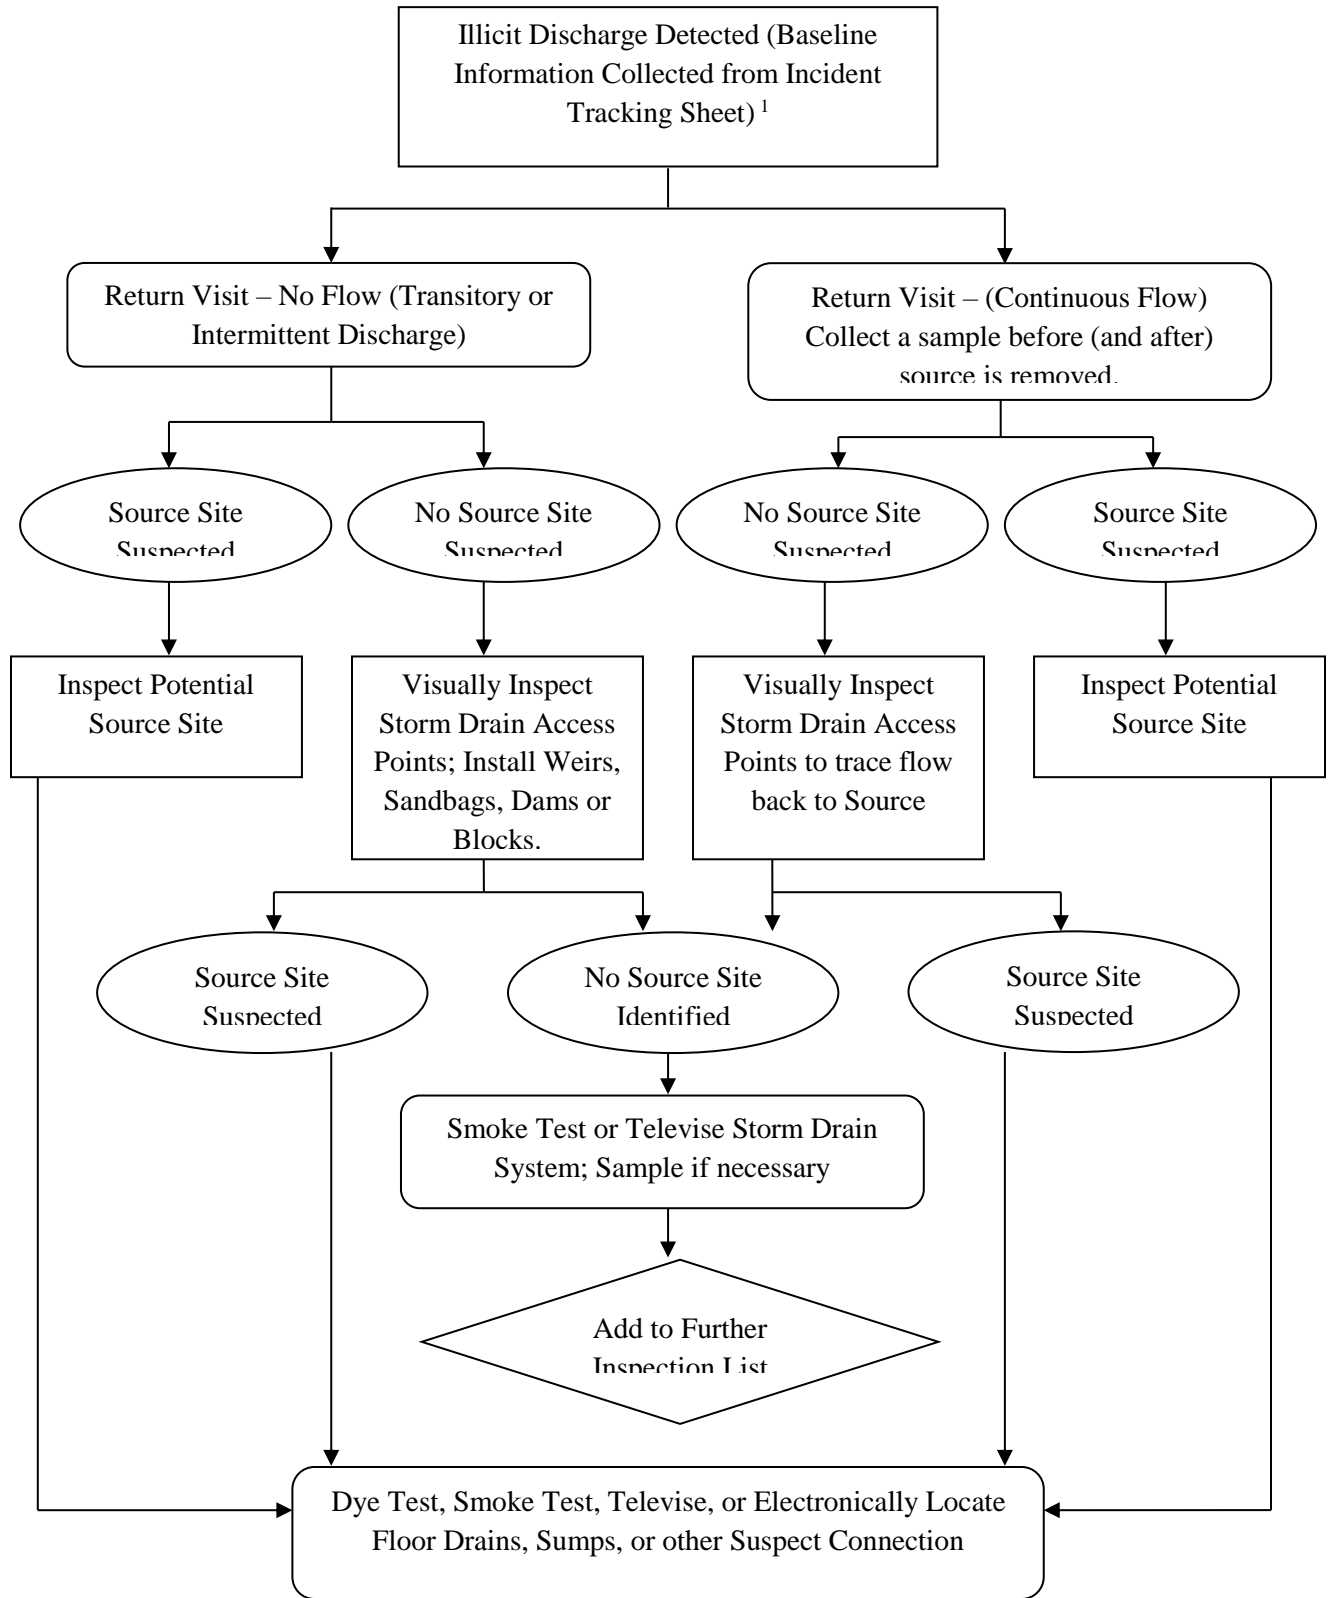 Illicit Discharge Detected (Baseline
Information Collected from Incident
Tracking Sheet) 1
Return Visit – No Flow (Transitory or
Intermittent Discharge)
Return Visit – (Continuous Flow)
Collect a sample before (and after)
source is removed.
Source Site
Suspected
No Source Site
Suspected
No Source Site
Suspected
Source Site
Suspected
Inspect Potential
Source Site
Visually Inspect
Storm Drain Access
Points; Install Weirs,
Sandbags, Dams or
Blocks.
Visually Inspect
Storm Drain Access
Points to trace flow
back to Source
Inspect Potential
Source Site
Source Site
Suspected
No Source Site
Identified
Source Site
Suspected
Smoke Test or Televise Storm Drain
System; Sample if necessary
Add to Further
Inspection List
Dye Test, Smoke Test, Televise, or Electronically Locate
Floor Drains, Sumps, or other Suspect Connection